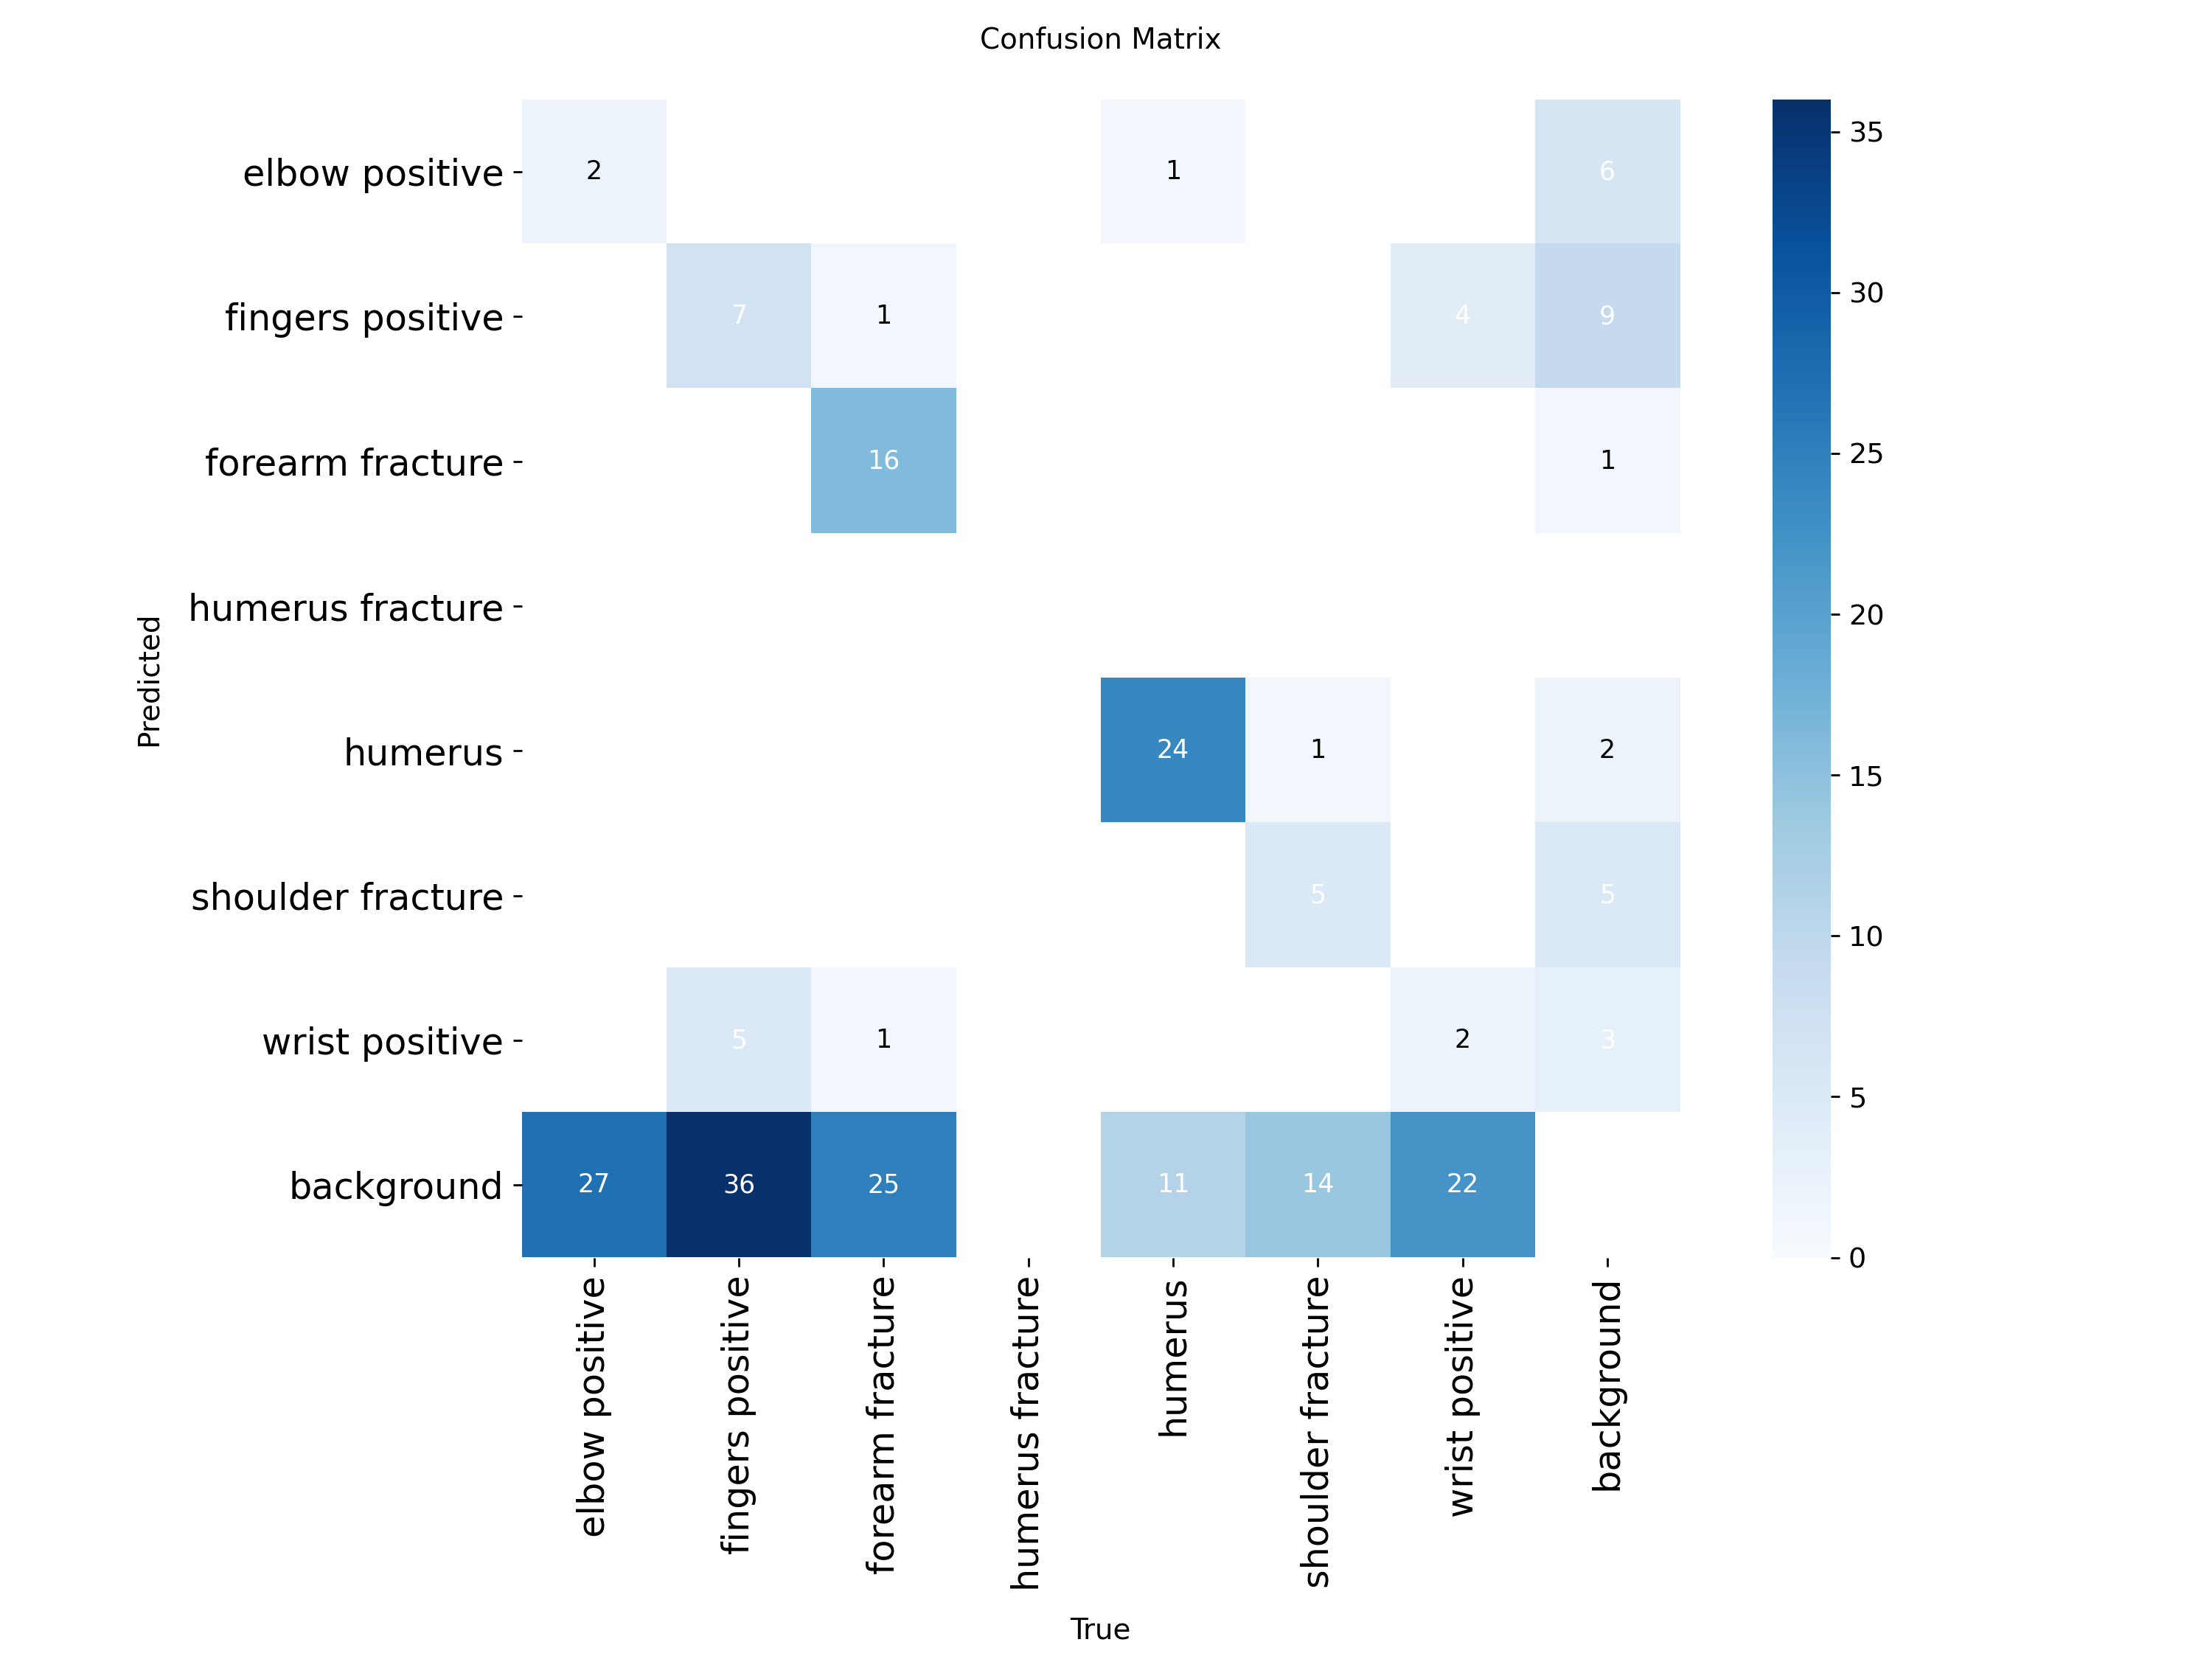 Confusion Matrix
elbow positive 2 1 6
fingers positive 7 1 4 9
forearm fracture 16 1
humerus fracture
humerus 24 1 2
shoulder fracture 5 5
wrist positive 5 1 2 3
background 27 36 25 11 14 22
Predicted
elbow positive
fingers positive
forearm fracture
humerus fracture
humerus
shoulder fracture
wrist positive
background
True
35
30
25
20
15
10
5
0